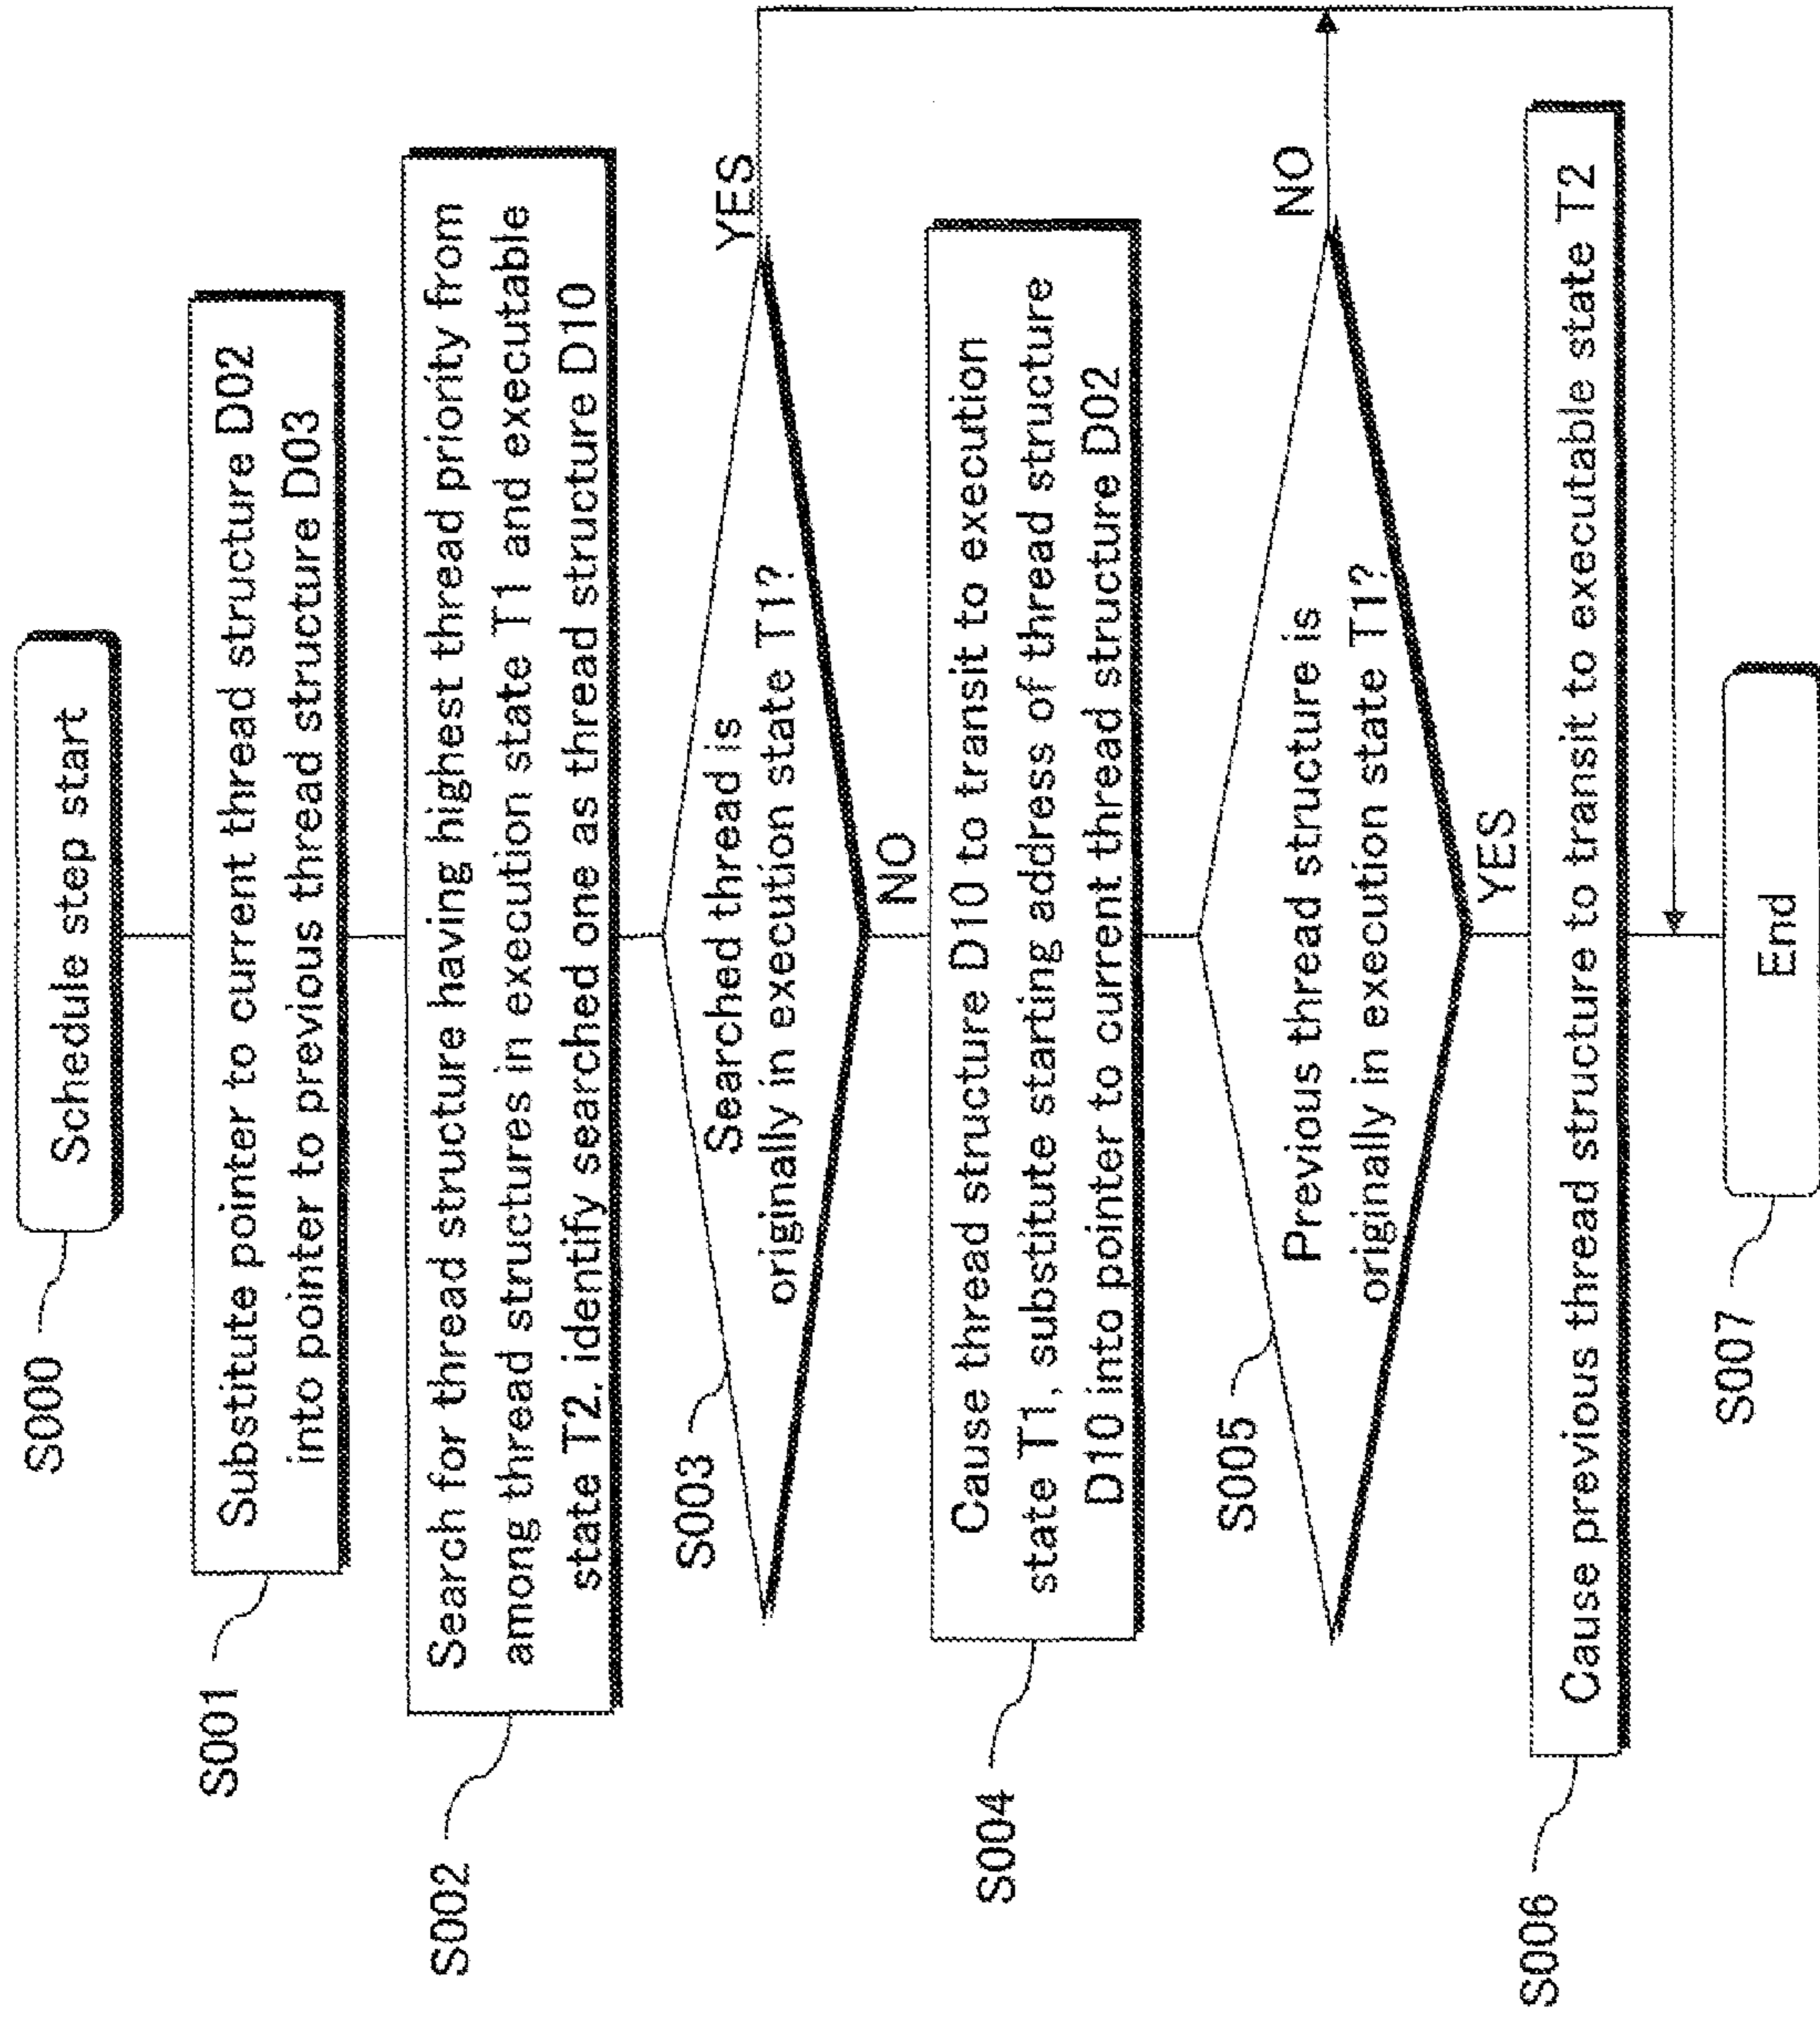 S000
Schedule step start
S001
Substitute pointer to current thread structure D02
into pointer to previous thread structure D03
S002
Search for thread structure having highest thread priority from
among thread structures in execution state T1 and executable
state T2, identify searched one as thread structure D10
S003
Searched thread is
originally in execution state T1?
YES
NO
S004
Cause thread structure D10 to transit to execution
state T1, substitute starting address of thread structure
D10 into pointer to current thread structure D02
S005
Previous thread structure is
originally in execution state T1?
NO
YES
S006
Cause previous thread structure to transit to executable state T2
S007
End